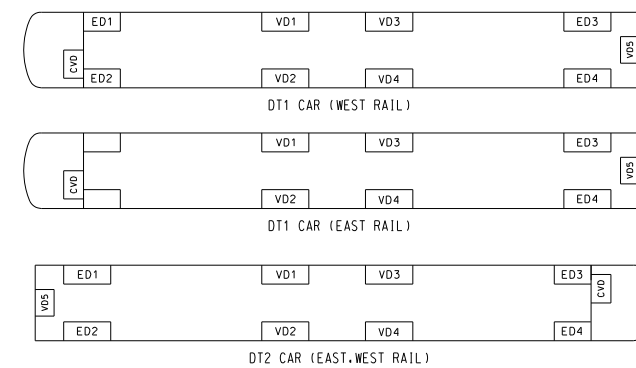 ED1 VD1 VD3 ED3
CVD VD5
ED2 VD2 VD4 ED4
DT1 CAR (WEST RAIL)
VD1 VD3 ED3
CVD VD5
VD2 VD4 ED4
DT1 CAR (EAST RAIL)
ED1 VD1 VD3 ED3
VD5 CVD
ED2 VD2 VD4 ED4
DT2 CAR (EAST.WEST RAIL)